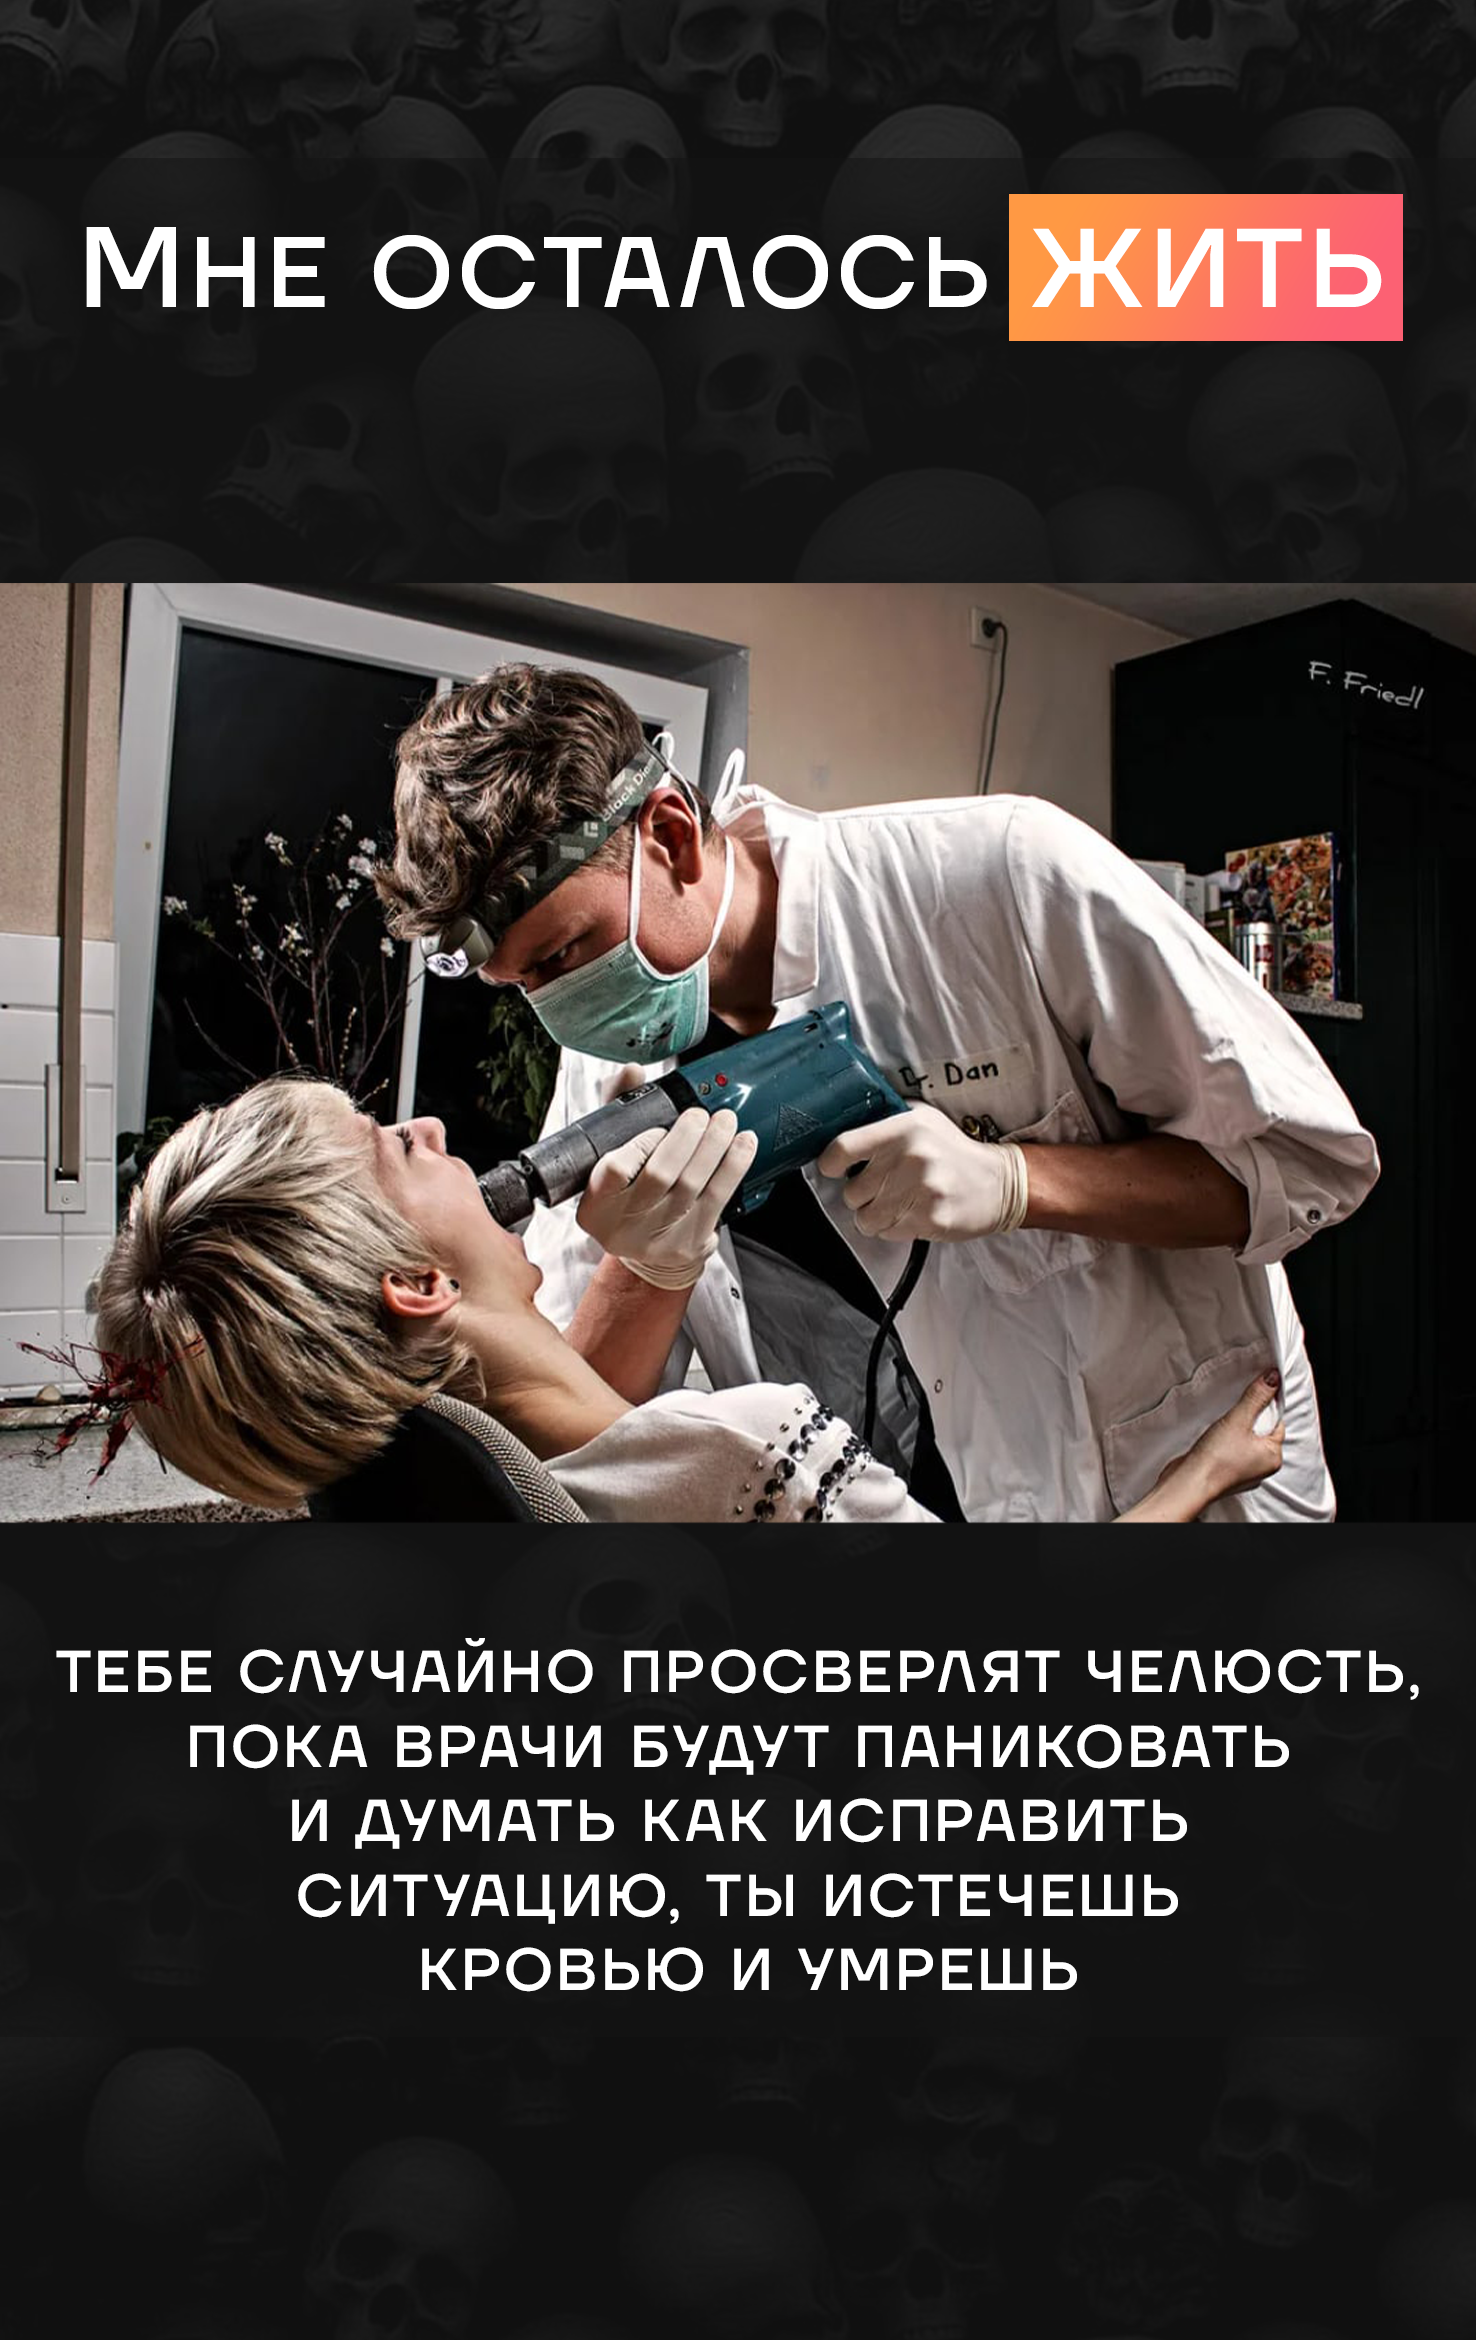 Мне осталось жить
F. Friedl
Black Di
Dr. Dan
ТЕБЕ СЛУЧАЙНО ПРОСВЕРЛЯТ ЧЕЛЮСТЬ,
ПОКА ВРАЧИ БУДУТ ПАНИКОВАТЬ
И ДУМАТЬ КАК ИСПРАВИТЬ
СИТУАЦИЮ, ТЫ ИСТЕЧЕШЬ
КРОВЬЮ И УМРЕШЬ